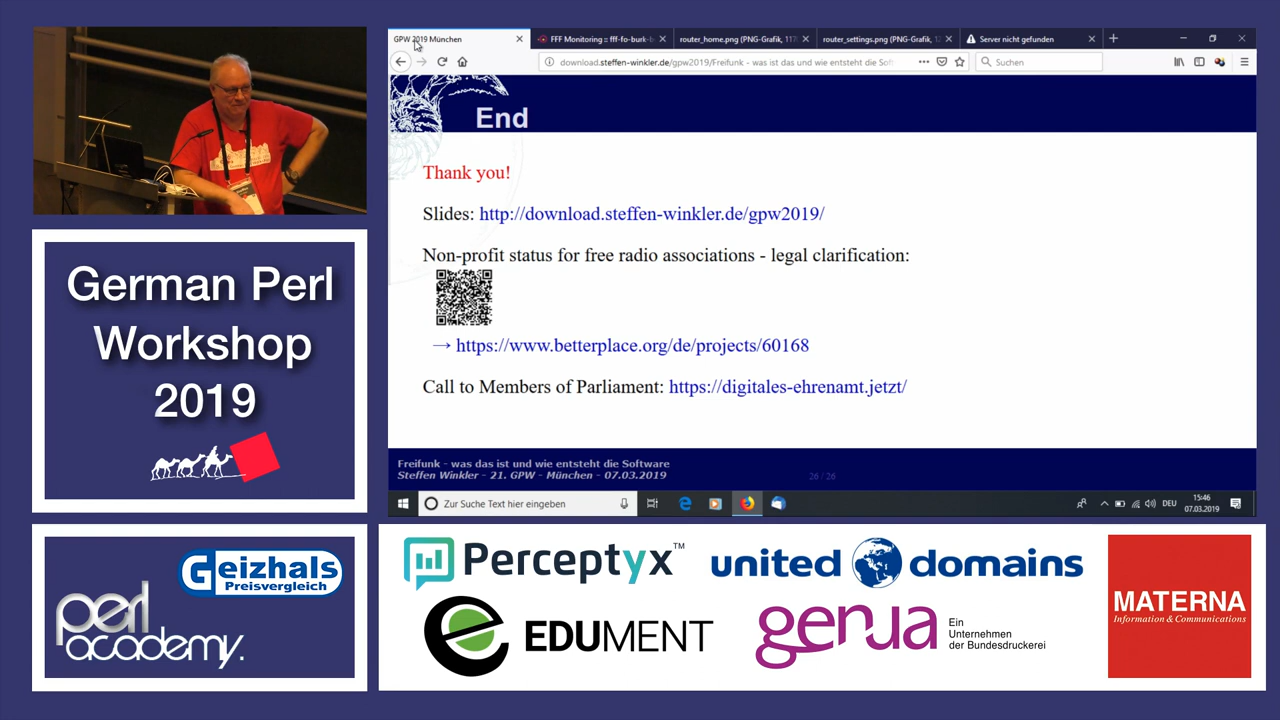 German Perl
Workshop
2019
Geizhals
Preisvergleich
perl
academy.
GPW 2019 München
FFF Monitoring :: fff-fo-burk-b
router_home.png (PNG-Grafik, 117
router_settings.png (PNG-Grafik, 12
Server nicht gefunden
download.steffen-winkler.de/gpw2019/Freifunk - was ist das und wie entsteht die Sof
Suchen
End
Thank you!
Slides: http://download.steffen-winkler.de/gpw2019/
Non-profit status for free radio associations - legal clarification:
→ https://www.betterplace.org/de/projects/60168
Call to Members of Parliament: https://digitales-ehrenamt.jetzt/
Freifunk - was das ist und wie entsteht die Software
Steffen Winkler - 21. GPW - München - 07.03.2019
26 / 26
Zur Suche Text hier eingeben
DEU
15:46
07.03.2019
Perceptyx™
united domains
EDUMENT
genua
Ein
Unternehmen
der Bundesdruckerei
MATERNA
Information & Communications